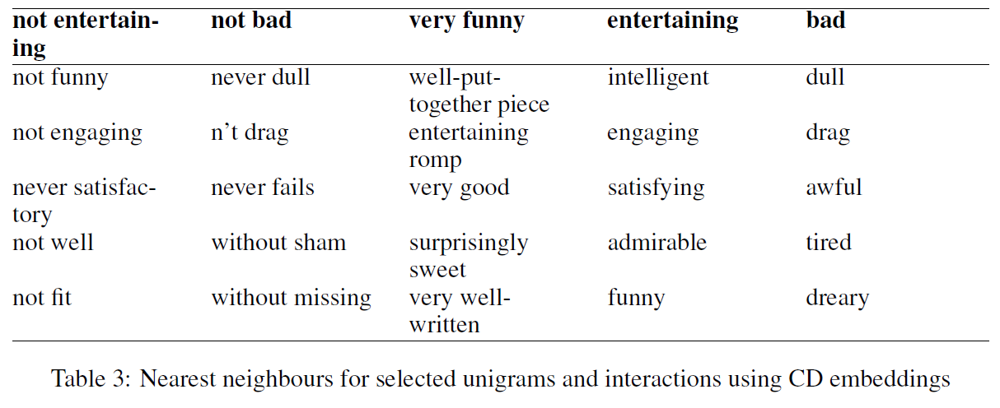 not entertain- not bad very funny entertaining bad
ing
not funny never dull well-put- intelligent dull
together piece
not engaging n't drag entertaining engaging drag
romp
never satisfac- never fails very good satisfying awful
tory
not well without sham surprisingly admirable tired
sweet
not fit without missing very well- funny dreary
written
Table 3: Nearest neighbours for selected unigrams and interactions using CD embeddings